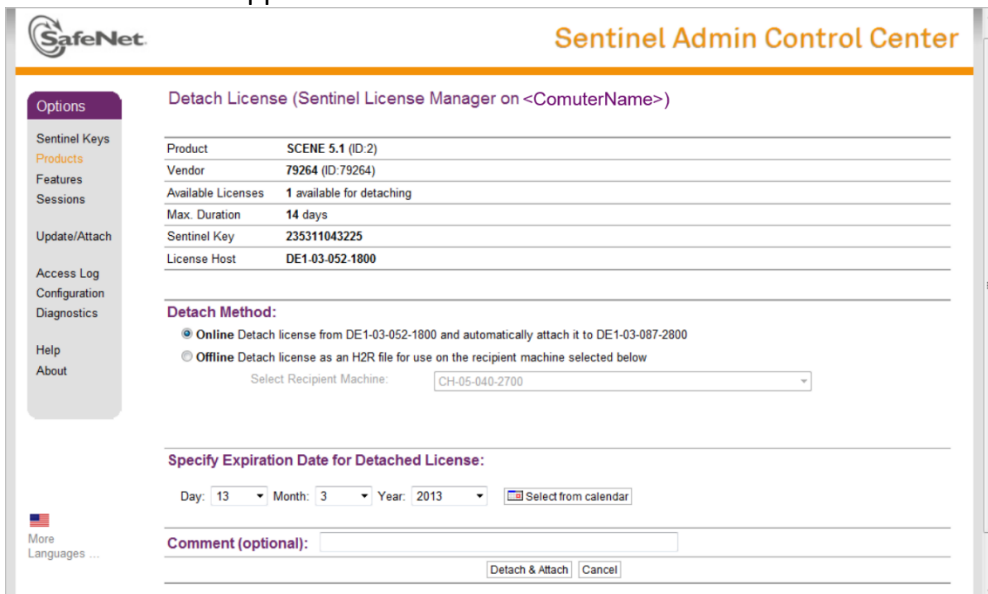 SafeNet.
Sentinel Admin Control Center
Options
Sentinel Keys
Products
Features
Sessions
Update/Attach
Access Log
Configuration
Diagnostics
Help
About
More
Languages ...
Detach License (Sentinel License Manager on <ComuterName>)
Product SCENE 5.1 (ID:2)
Vendor 79264 (ID:79264)
Available Licenses 1 available for detaching
Max. Duration 14 days
Sentinel Key 235311043225
License Host DE1-03-052-1800
Detach Method:
Online Detach license from DE1-03-052-1800 and automatically attach it to DE1-03-087-2800
Offline Detach license as an H2R file for use on the recipient machine selected below
Select Recipient Machine: CH-05-040-2700
Specify Expiration Date for Detached License:
Day: 13 Month: 3 Year: 2013 Select from calendar
Comment (optional):
Detach & Attach Cancel